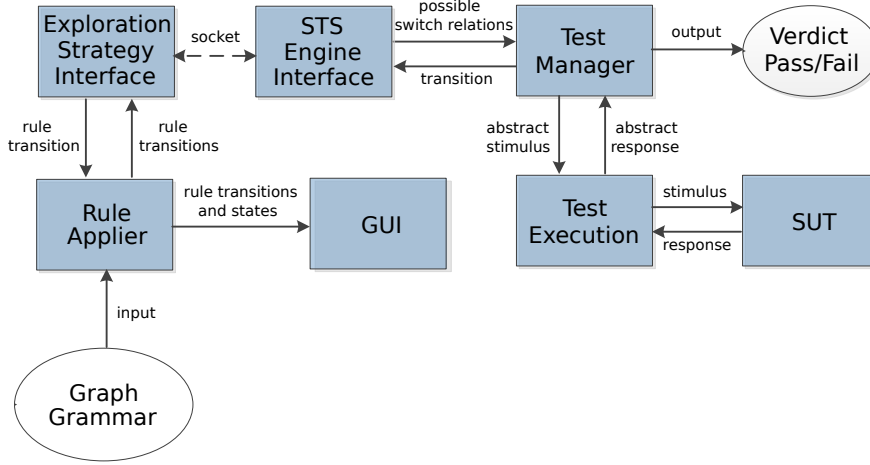 Exploration
Strategy
Interface
socket
STS
Engine
Interface
possible
switch relations
transition
Test
Manager
output
Verdict
Pass/Fail
rule
transition
rule
transitions
abstract
stimulus
abstract
response
Rule
Applier
rule transitions
and states
GUI
Test
Execution
stimulus
response
SUT
input
Graph
Grammar